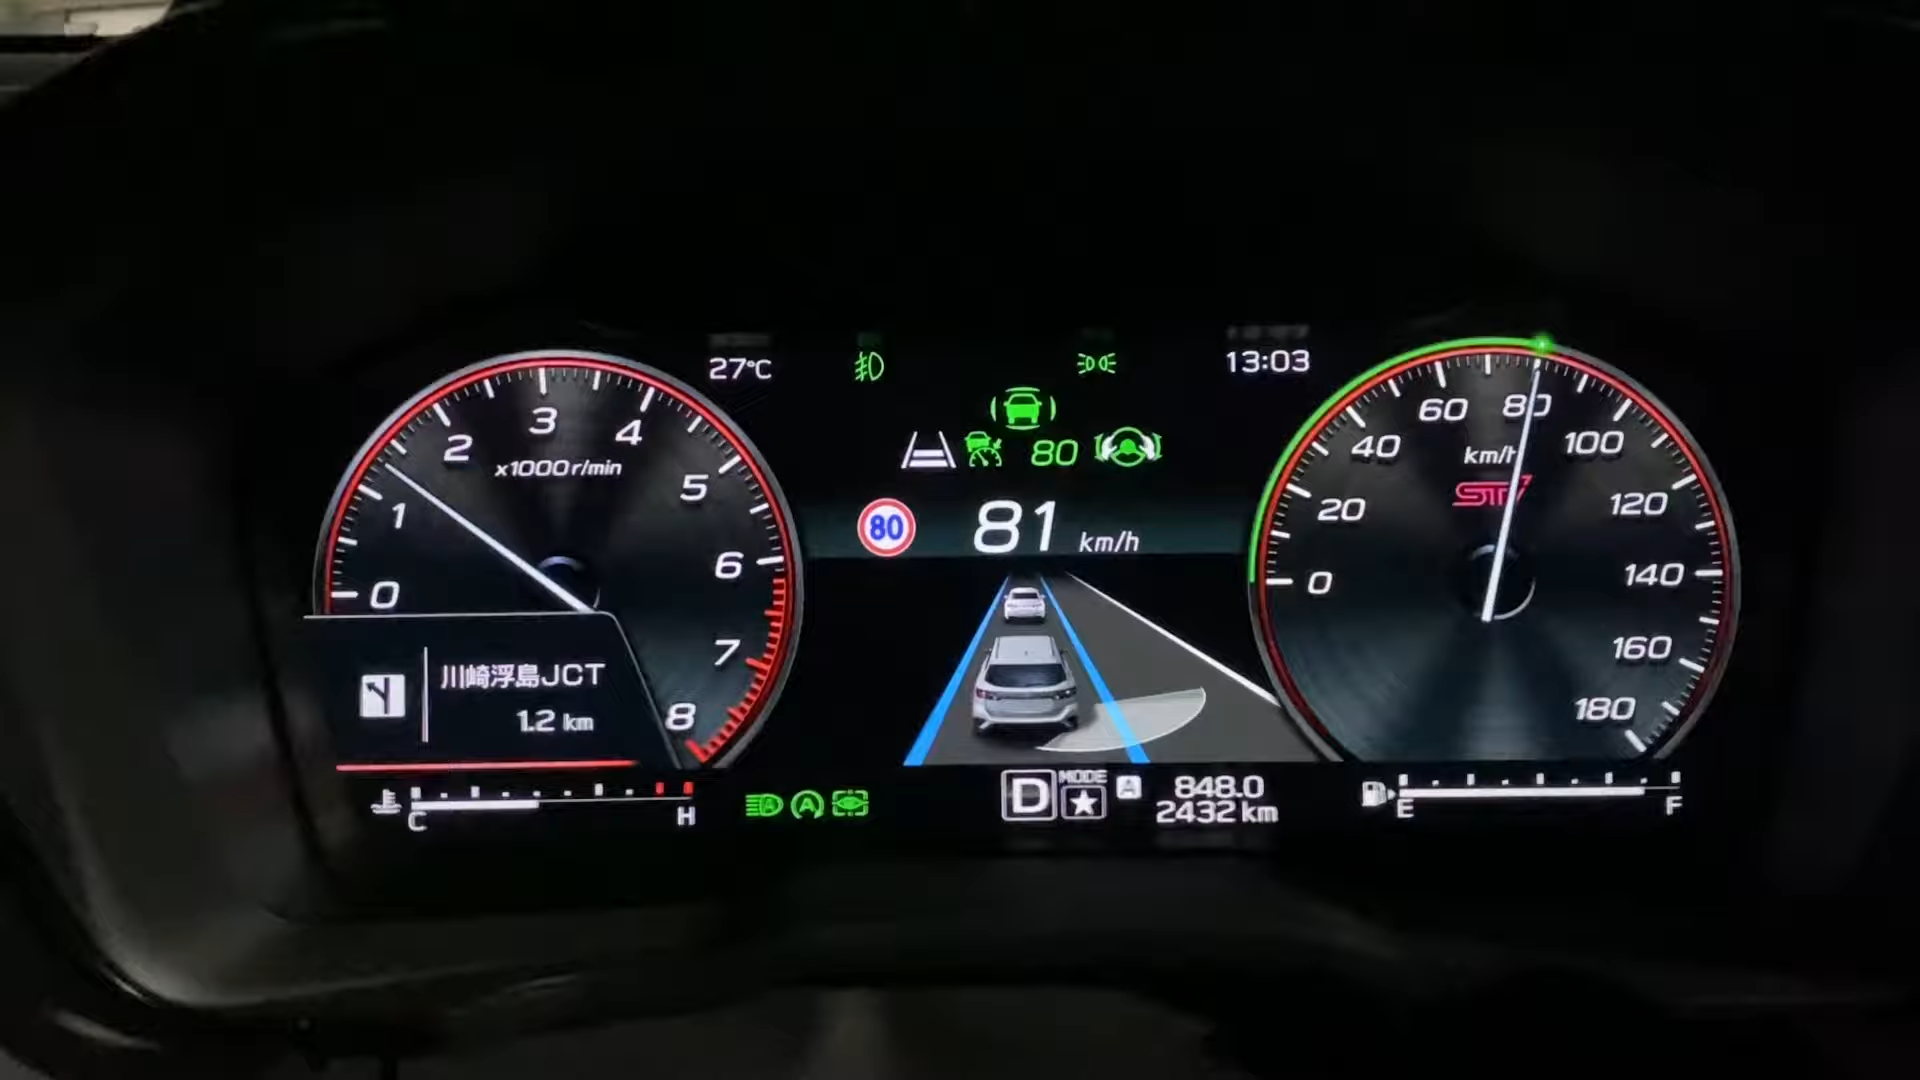 27°C
13:03
80
80
81 km/h
0
1
2
3
4
5
6
7
8
x1000r/min
川崎浮島JCT
1.2 km
C
H
A
A
D
MODE
A
848.0
2432 km
0
20
40
60
80
100
120
140
160
180
km/h
STI
E
F